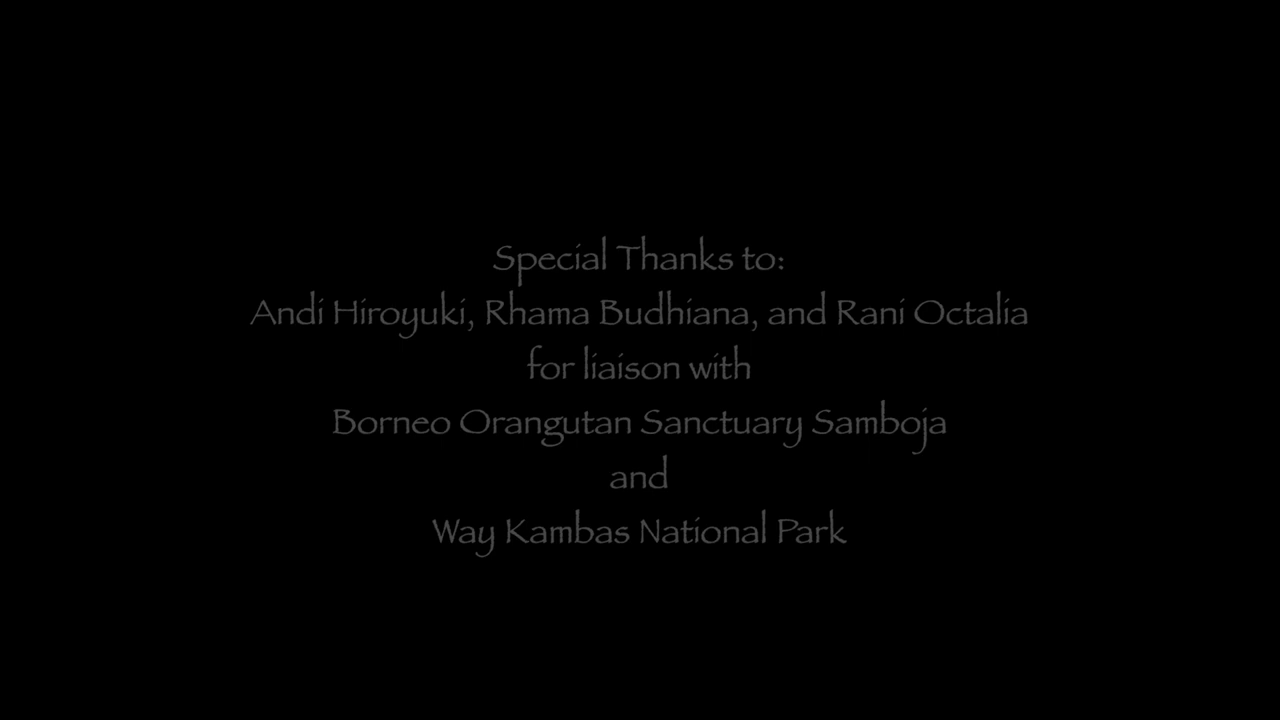 Special Thanks to:
Andi Hiroyuki, Rhama Budhiana, and Rani Octalia
for liaison with
Borneo Orangutan Sanctuary Samboja
and
Way Kambas National Park